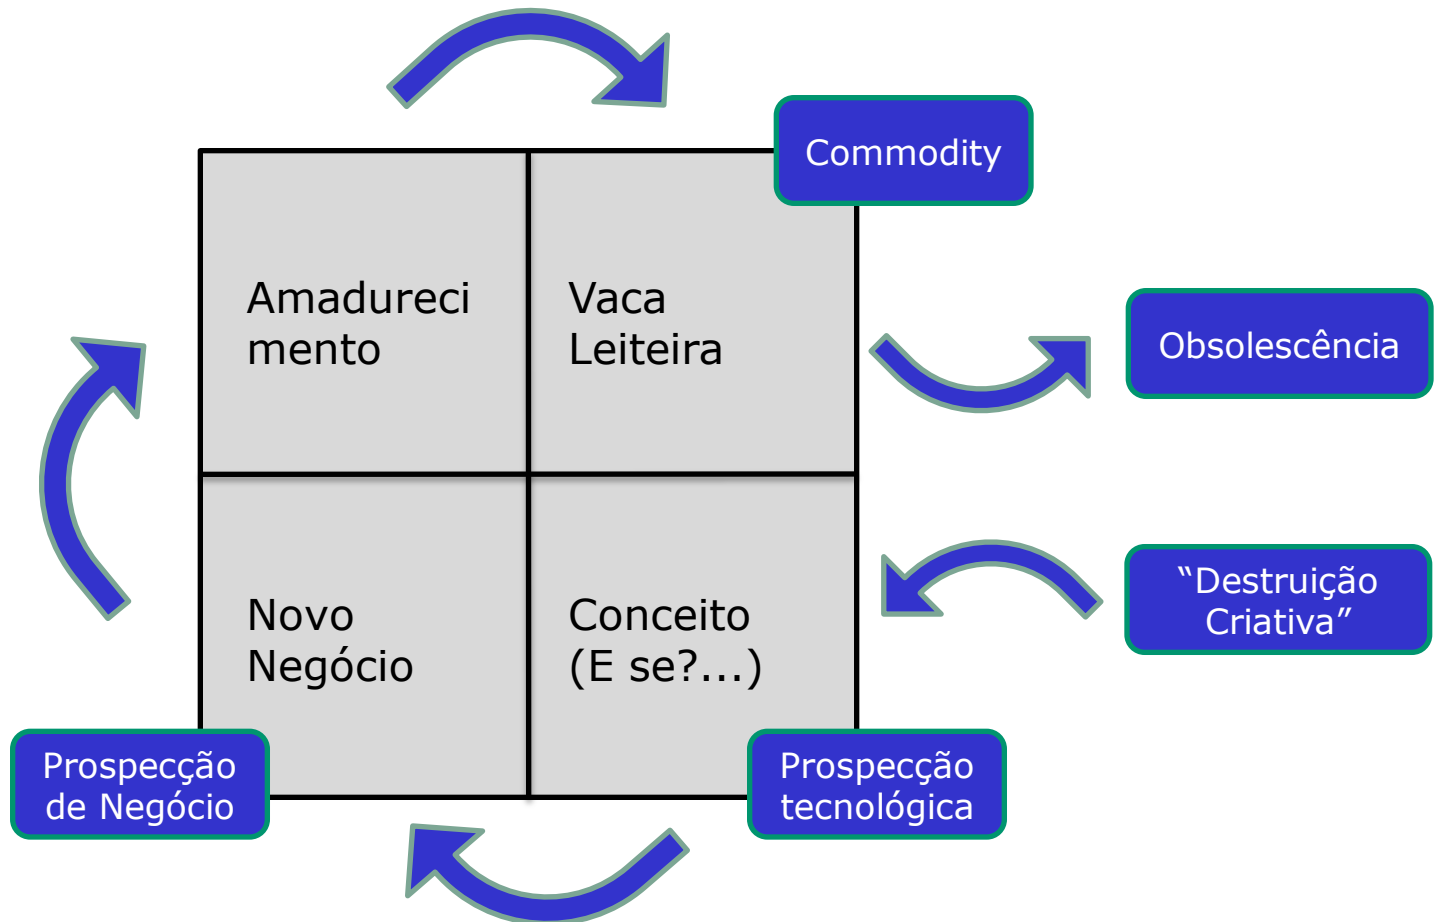 Commodity
Amadureci
mento
Vaca
Leiteira
Obsolescência
Novo
Negócio
Conceito
(E se?...)
“Destruição
Criativa”
Prospecção
de Negócio
Prospecção
tecnológica